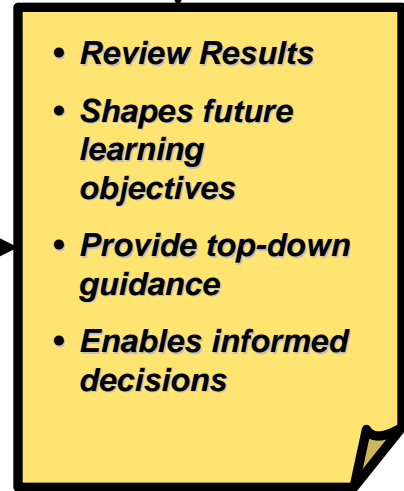 • Review Results
• Shapes future
learning
objectives
• Provide top-down
guidance
• Enables informed
decisions